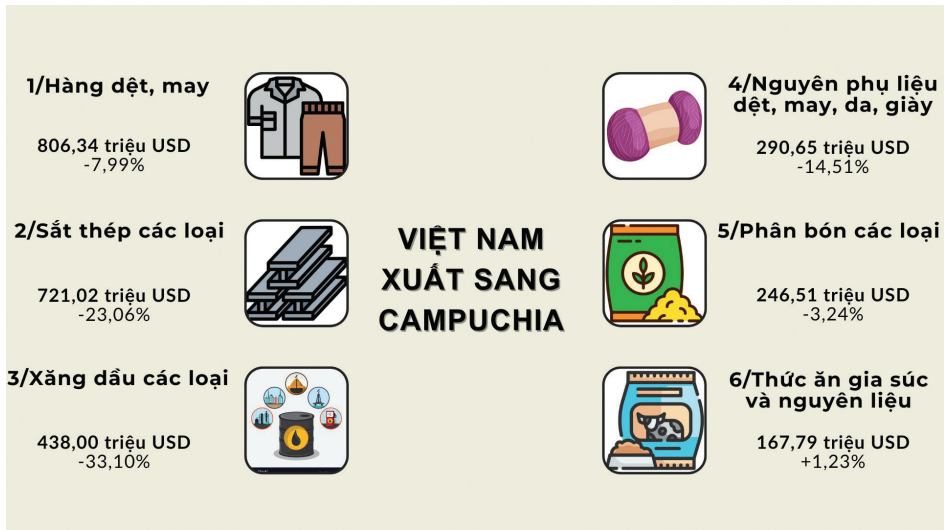 1/Hàng dệt, may
806,34 triệu USD
-7,99%
2/Sắt thép các loại
721,02 triệu USD
-23,06%
3/Xăng dầu các loại
438,00 triệu USD
-33,10%
VIỆT NAM
XUẤT SANG
CAMPUCHIA
4/Nguyên phụ liệu
dệt, may, da, giày
290,65 triệu USD
-14,51%
5/Phân bón các loại
246,51 triệu USD
-3,24%
6/Thức ăn gia súc
và nguyên liệu
167,79 triệu USD
+1,23%